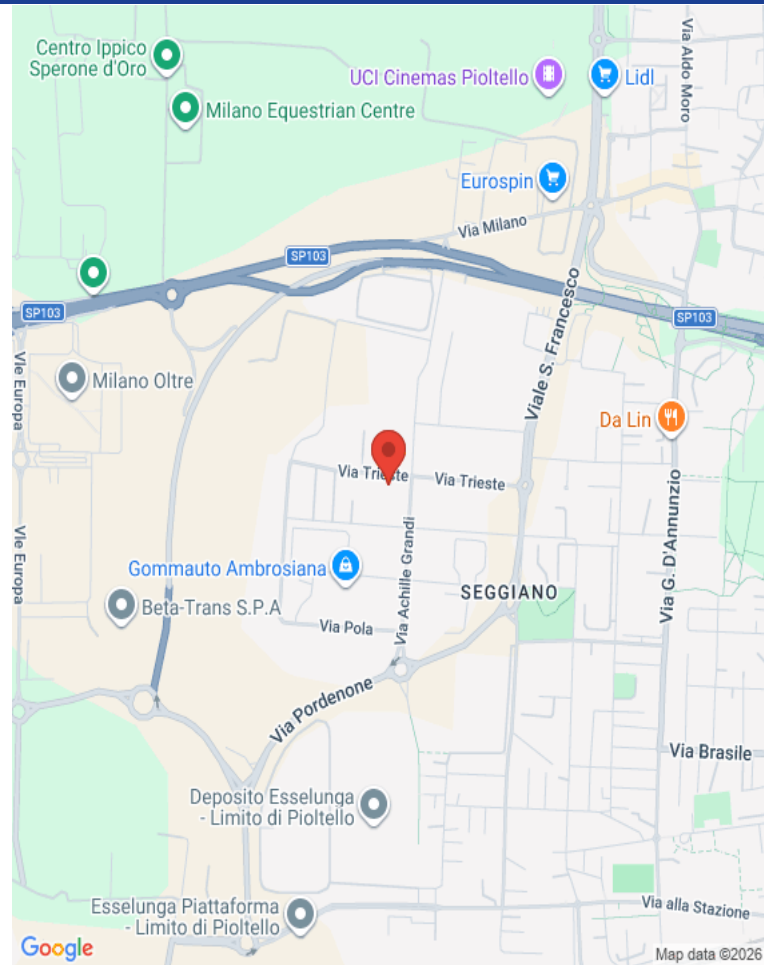 Centro Ippico
Sperone d'Oro
Milano Equestrian Centre
UCI Cinemas Pioltello
Lidl
Via Aldo Moro
Eurospin
Via Milano
SP103
SP103
SP103
Viale S. Francesco
Vle Europa
Milano Oltre
Da Lin
Via Trieste
Via Trieste
Via G. D'Annunzio
Vle Europa
Gommauto Ambrosiana
Via Achille Grandi
SEGGIANO
Beta-Trans S.P.A
Via Pola
Via Pordenone
Via Brasile
Deposito Esselunga
- Limito di Pioltello
Esselunga Piattaforma
- Limito di Pioltello
Via alla Stazione
Google
Map data ©2026